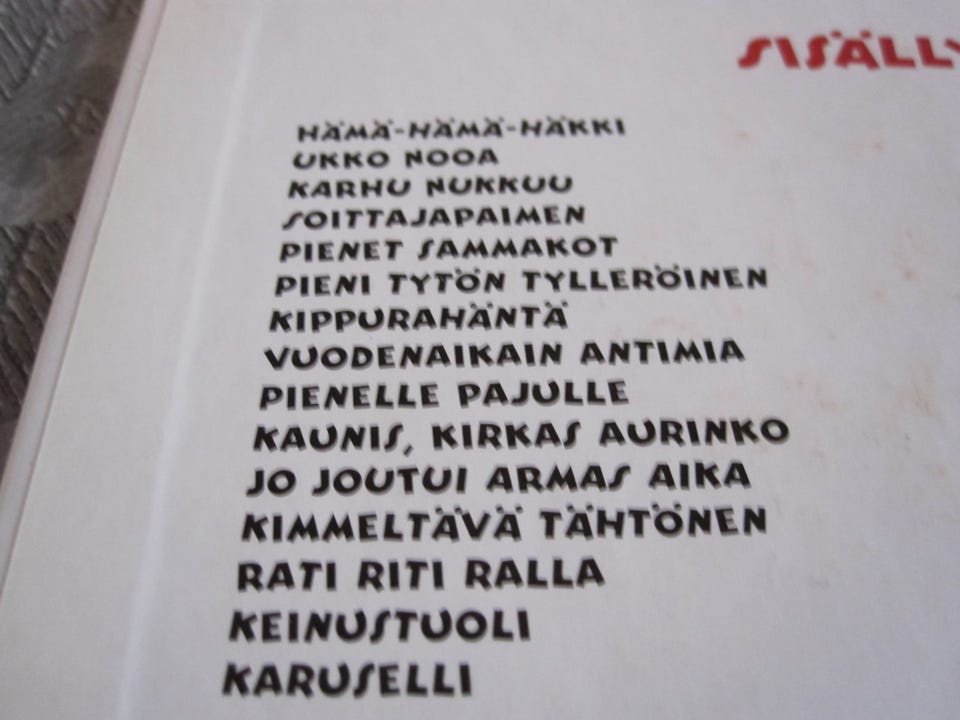 SISÄLLY
HÄMÄ-HÄMÄ-HÄKKI
UKKO NOOA
KARHU NUKKUU
SOITTAJAPAIMEN
PIENET SAMMAKOT
PIENI TYTÖN TYLLERÖINEN
KIPPURAHÄNTÄ
VUODENAIKAIN ANTIMIA
PIENELLE PAJULLE
KAUNIS, KIRKAS AURINKO
JO JOUTUI ARMAS AIKA
KIMMELTÄVÄ TÄHTÖNEN
RATI RITI RALLA
KEINUSTUOLI
KARUSELLI